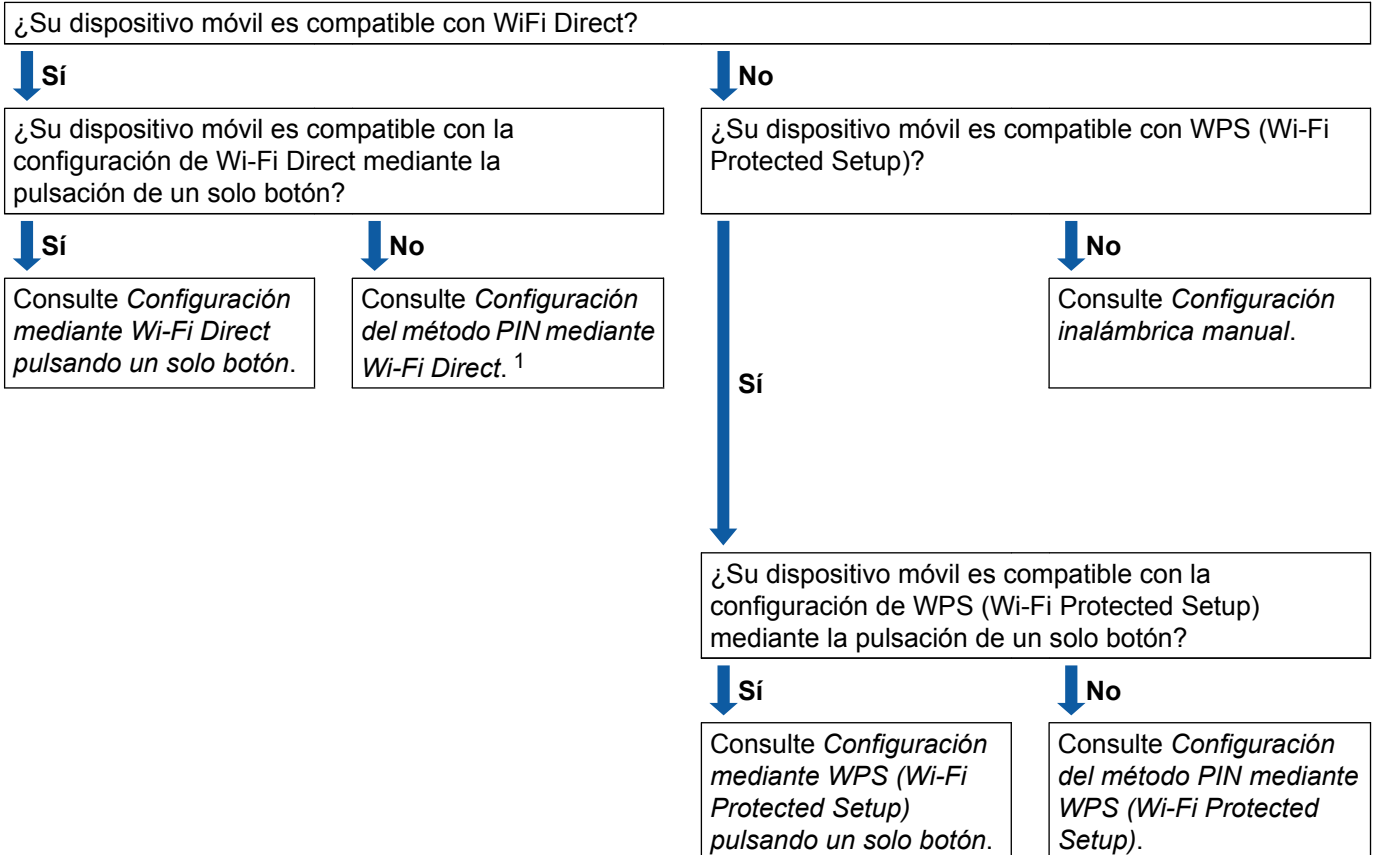 ¿Su dispositivo móvil es compatible con WiFi Direct?
Sí
No
¿Su dispositivo móvil es compatible con la
configuración de Wi-Fi Direct mediante la
pulsación de un solo botón?
¿Su dispositivo móvil es compatible con WPS (Wi-Fi
Protected Setup)?
Sí
No
No
Consulte Configuración
mediante Wi-Fi Direct
pulsando un solo botón.
Consulte Configuración
del método PIN mediante
Wi-Fi Direct. 1
Consulte Configuración
inalámbrica manual.
Sí
¿Su dispositivo móvil es compatible con la
configuración de WPS (Wi-Fi Protected Setup)
mediante la pulsación de un solo botón?
Sí
No
Consulte Configuración
mediante WPS (Wi-Fi
Protected Setup)
pulsando un solo botón.
Consulte Configuración
del método PIN mediante
WPS (Wi-Fi Protected
Setup).